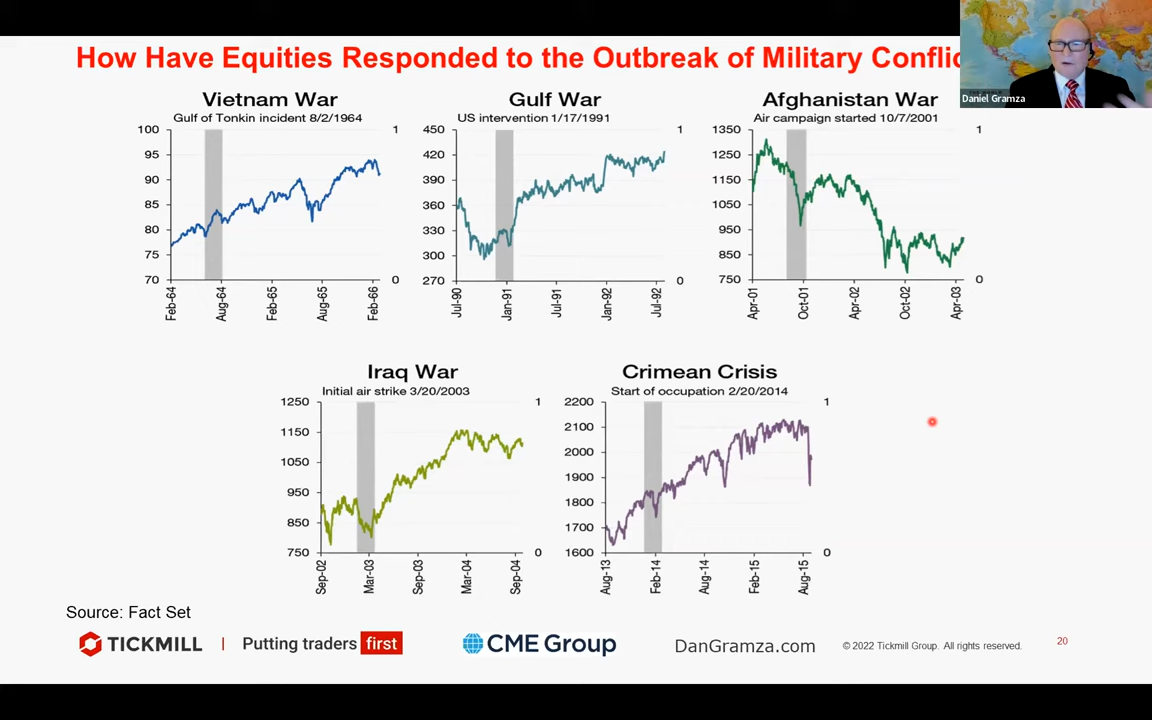 How Have Equities Responded to the Outbreak of Military
Daniel Gramza
Vietnam War
Gulf of Tonkin incident 8/2/1964
100
95
90
85
80
75
70
1
0
Feb-64
Aug-64
Feb-65
Aug-65
Feb-66
Gulf War
US intervention 1/17/1991
450
420
390
360
330
300
270
1
0
Jul-90
Jan-91
Jul-91
Jan-92
Jul-92
Afghanistan War
Air campaign started 10/7/2001
1350
1250
1150
1050
950
850
750
1
0
Apr-01
Oct-01
Apr-02
Oct-02
Apr-03
Iraq War
Initial air strike 3/20/2003
1250
1150
1050
950
850
750
1
0
Sep-02
Mar-03
Sep-03
Mar-04
Sep-04
Crimean Crisis
Start of occupation 2/20/2014
2200
2100
2000
1900
1800
1700
1600
1
0
Aug-13
Feb-14
Aug-14
Feb-15
Aug-15
Source: Fact Set
TICKMILL | Putting traders first
CME Group
DanGramza.com
© 2022 Tickmill Group. All rights reserved.
20